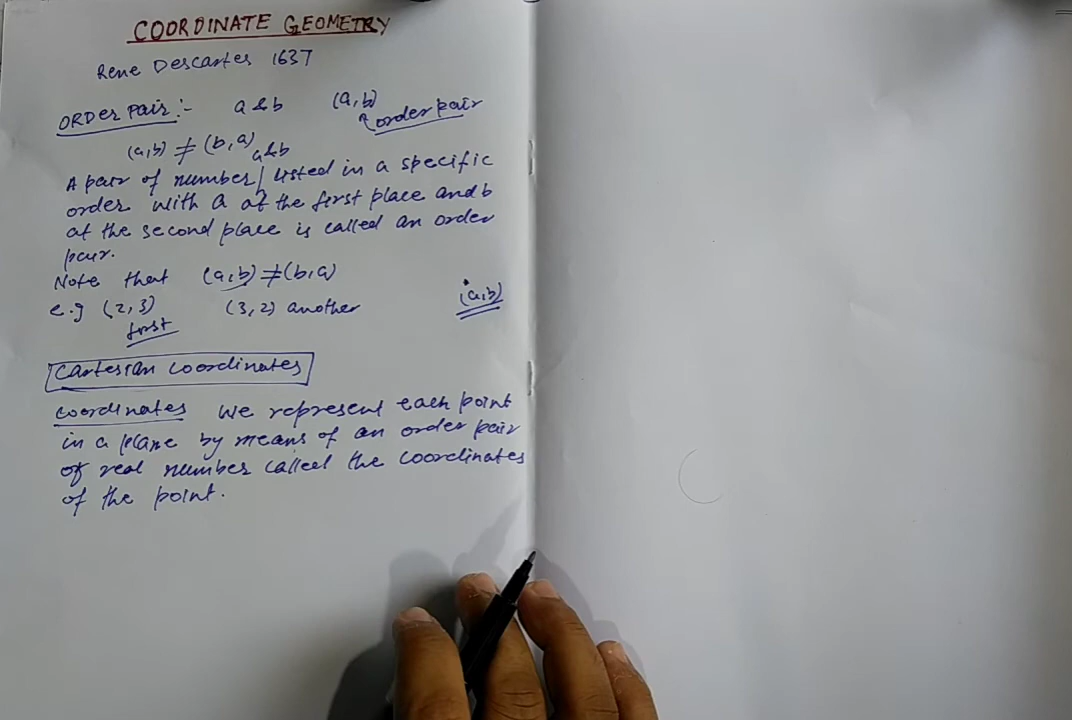 COORDINATE GEOMETRY
Rene Descartes 1637
ORDER PAIR :- a & b (a,b)
order pair
(a,b) ≠ (b,a)
a & b
A pair of number listed in a specific
order with a at the first place and b
at the second place is called an order
pair.
Note that (a,b) ≠ (b,a)
e.g (2,3) (3,2) another (a,b)
first
Cartesian coordinates
coordinates We represent each point
in a plane by means of an order pair
of real number called the coordinates
of the point.